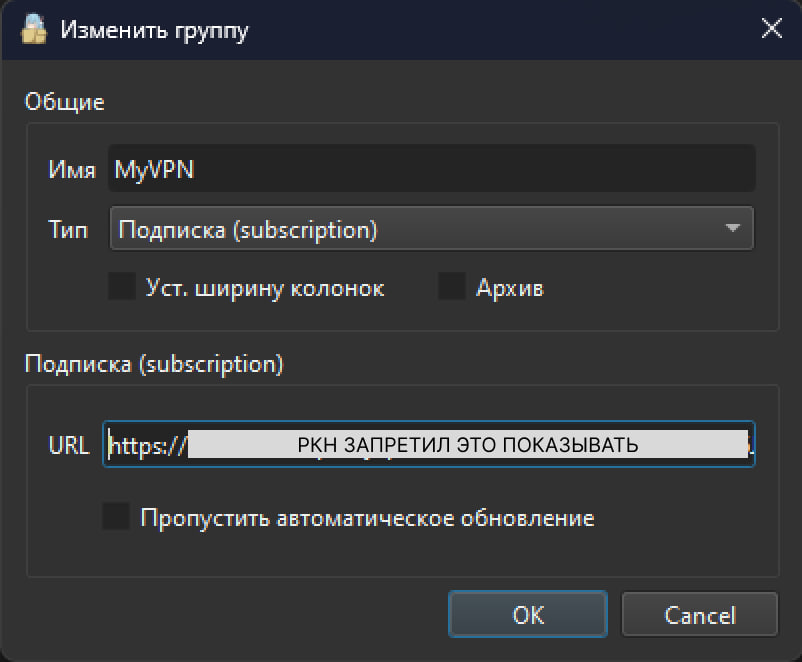 Изменить группу
Общие
Имя MyVPN
Тип Подписка (subscription)
Уст. ширину колонок Архив
Подписка (subscription)
URL https:// РКН ЗАПРЕТИЛ ЭТО ПОКАЗЫВАТЬ
Пропустить автоматическое обновление
OK Cancel